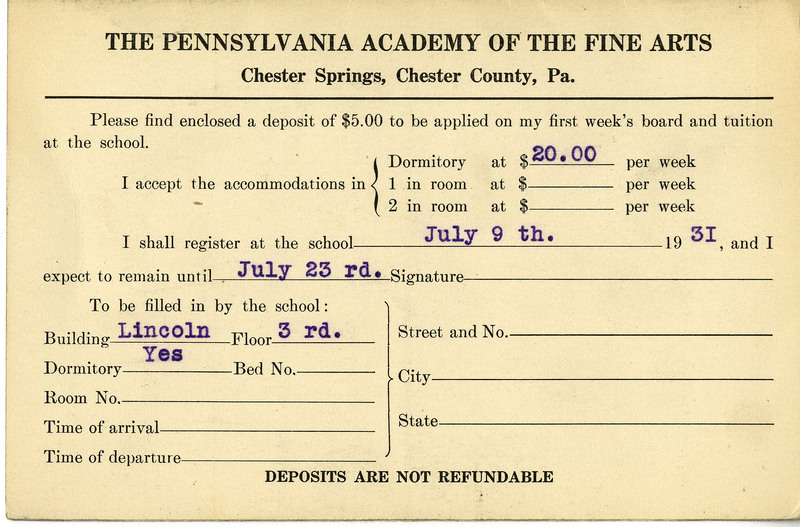 THE PENNSYLVANIA ACADEMY OF THE FINE ARTS
Chester Springs, Chester County, Pa.
Please find enclosed a deposit of $5.00 to be applied on my first week's board and tuition
at the school.
I accept the accommodations in { Dormitory at $20.00 per week
1 in room at $ per week
2 in room at $ per week
I shall register at the school July 9 th. 19 31, and I
expect to remain until July 23 rd. Signature
To be filled in by the school:
Building Lincoln Floor 3 rd.
Dormitory Yes Bed No.
Room No.
Time of arrival
Time of departure
Street and No.
City
State
DEPOSITS ARE NOT REFUNDABLE